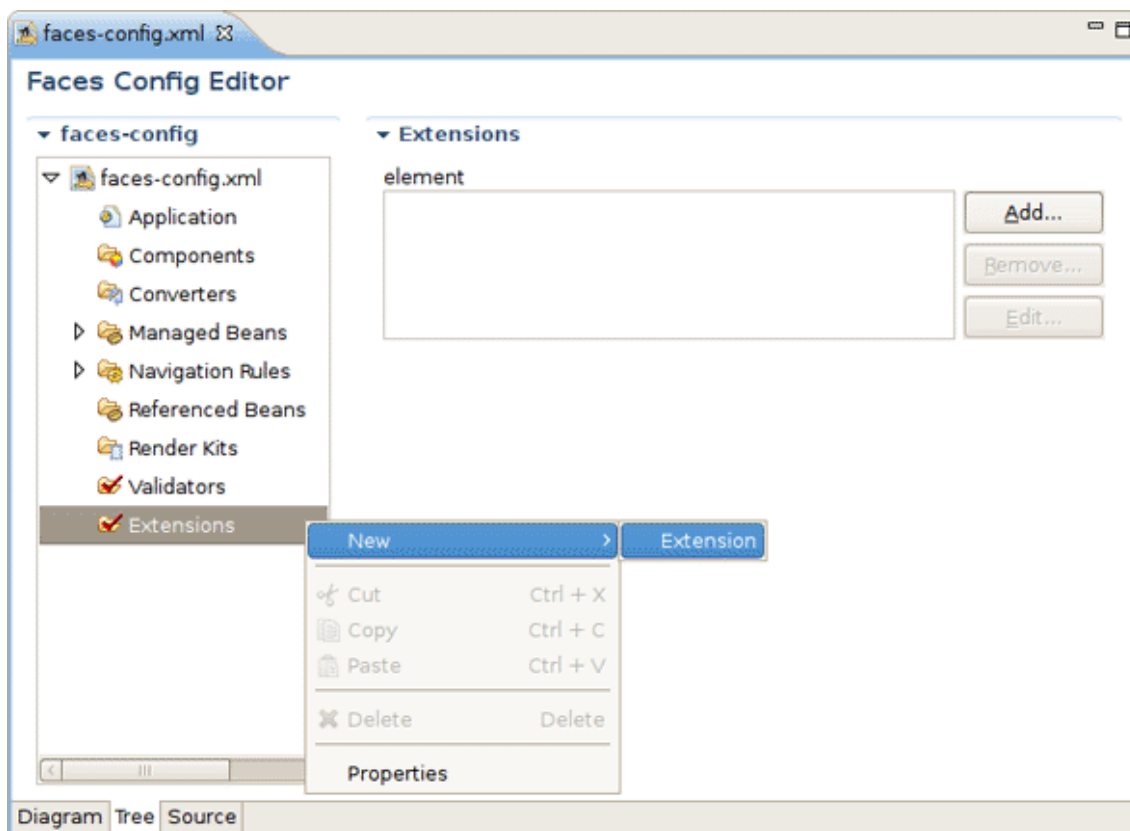 faces-config.xml
Faces Config Editor
faces-config
faces-config.xml
Application
Components
Converters
Managed Beans
Navigation Rules
Referenced Beans
Render Kits
Validators
Extensions
Extensions
element
Add...
Remove...
Edit...
New
Extension
Cut Ctrl + X
Copy Ctrl + C
Paste Ctrl + V
Delete Delete
Properties
Diagram Tree Source